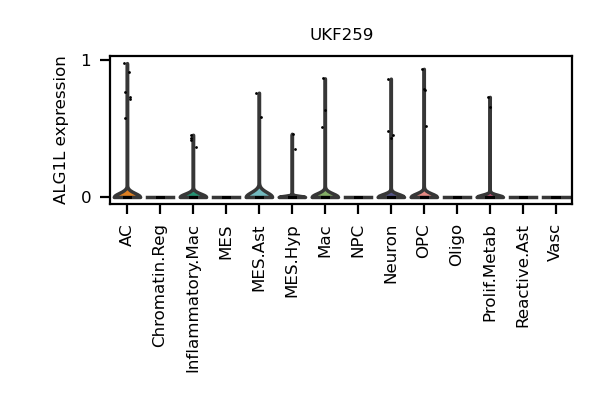 UKF259
ALG1L expression
1
0
AC
Chromatin.Reg
Inflammatory.Mac
MES
MES.Ast
MES.Hyp
Mac
NPC
Neuron
OPC
Oligo
Prolif.Metab
Reactive.Ast
Vasc